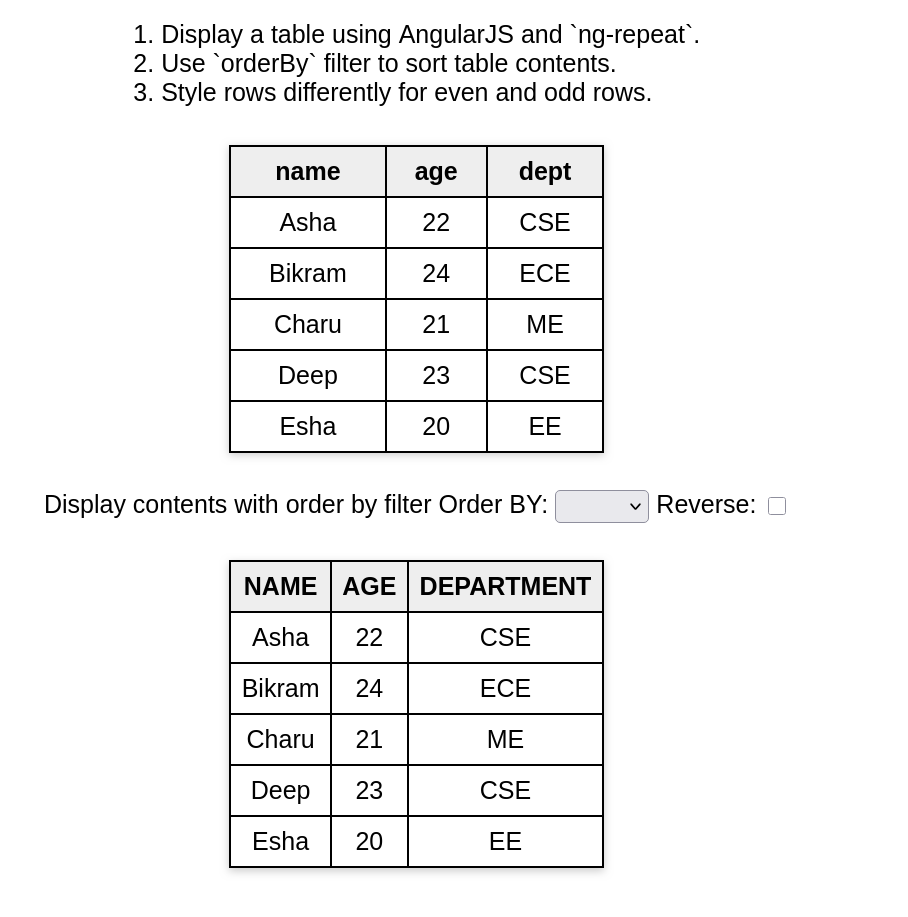 1. Display a table using AngularJS and `ng-repeat`.
2. Use `orderBy` filter to sort table contents.
3. Style rows differently for even and odd rows.
name age dept
Asha 22 CSE
Bikram 24 ECE
Charu 21 ME
Deep 23 CSE
Esha 20 EE
Display contents with order by filter Order BY: Reverse:
NAME AGE DEPARTMENT
Asha 22 CSE
Bikram 24 ECE
Charu 21 ME
Deep 23 CSE
Esha 20 EE